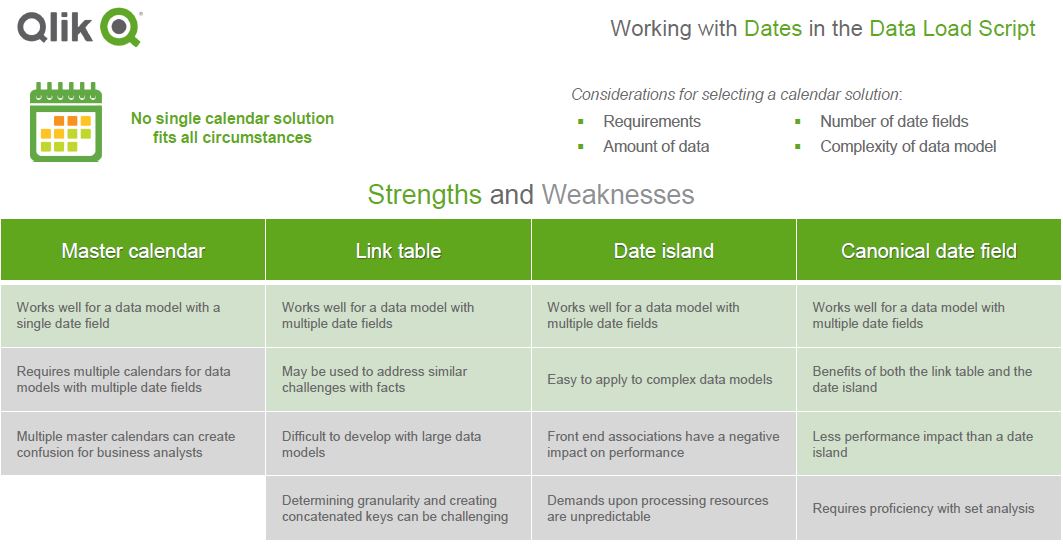 Qlik
Working with Dates in the Data Load Script
No single calendar solution
fits all circumstances
Considerations for selecting a calendar solution:
▪ Requirements
▪ Amount of data
▪ Number of date fields
▪ Complexity of data model
Strengths and Weaknesses
Master calendar
Link table
Date island
Canonical date field
Works well for a data model with a
single date field
Works well for a data model with
multiple date fields
Works well for a data model with
multiple date fields
Works well for a data model with
multiple date fields
Requires multiple calendars for data
models with multiple date fields
May be used to address similar
challenges with facts
Easy to apply to complex data models
Benefits of both the link table and the
date island
Multiple master calendars can create
confusion for business analysts
Difficult to develop with large data
models
Front end associations have a negative
impact on performance
Less performance impact than a date
island
Determining granularity and creating
concatenated keys can be challenging
Demands upon processing resources
are unpredictable
Requires proficiency with set analysis